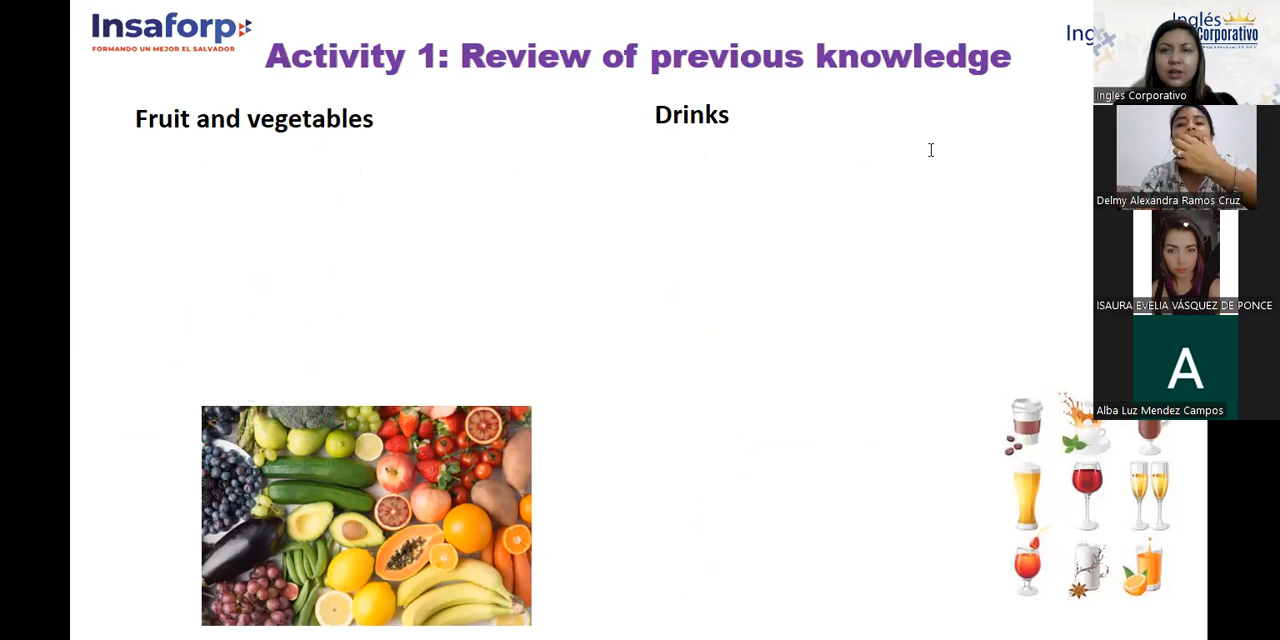 Insaforp
FORMANDO UN MEJOR EL SALVADOR
Activity 1: Review of previous knowledge
Ing
Inglés
Corporativo
Fruit and vegetables
Drinks
Ingles Corporativo
Delmy Alexandra Ramos Cruz
ISAURA EVELIA VÁSQUEZ DE PONCE
A
Alba Luz Mendez Campos